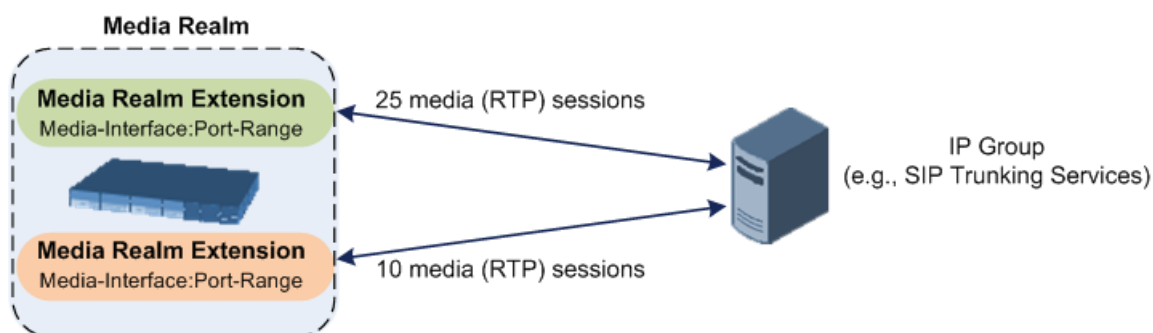 Media Realm
Media Realm Extension
Media-Interface:Port-Range
25 media (RTP) sessions
IP Group
(e.g., SIP Trunking Services)
Media Realm Extension
Media-Interface:Port-Range
10 media (RTP) sessions